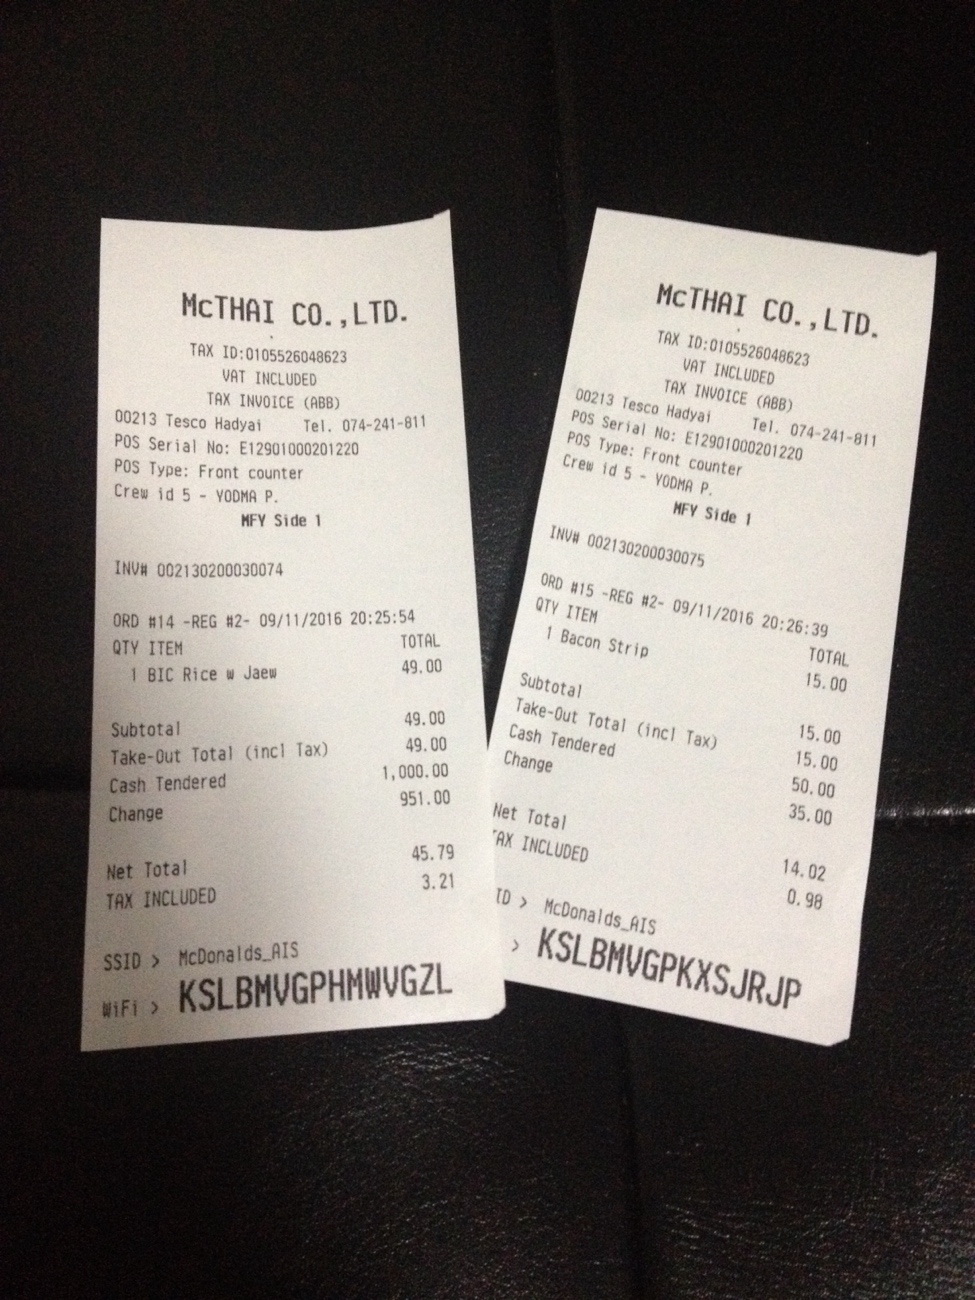 McTHAI CO.,LTD.
TAX ID:0105526048623
VAT INCLUDED
TAX INVOICE (ABB)
00213 Tesco Hadyai Tel. 074-241-811
POS Serial No: E12901000201220
POS Type: Front counter
Crew id 5 - YODMA P.
MFY Side 1
INV# 002130200030074
ORD #14 -REG #2- 09/11/2016 20:25:54
QTY ITEM TOTAL
1 BIC Rice w Jaew 49.00
Subtotal 49.00
Take-Out Total (incl Tax) 49.00
Cash Tendered 1,000.00
Change 951.00
Net Total 45.79
TAX INCLUDED 3.21
SSID > McDonalds_AIS
WiFi > KSLBMVGPHMWVGZL
McTHAI CO.,LTD.
TAX ID:0105526048623
VAT INCLUDED
TAX INVOICE (ABB)
00213 Tesco Hadyai Tel. 074-241-811
POS Serial No: E12901000201220
POS Type: Front counter
Crew id 5 - YODMA P.
MFY Side 1
INV# 002130200030075
ORD #15 -REG #2- 09/11/2016 20:26:39
QTY ITEM TOTAL
1 Bacon Strip 15.00
Subtotal 15.00
Take-Out Total (incl Tax) 15.00
Cash Tendered 50.00
Change 35.00
Net Total 14.02
TAX INCLUDED 0.98
ID > McDonalds_AIS
> KSLBMVGPKXSJRJP